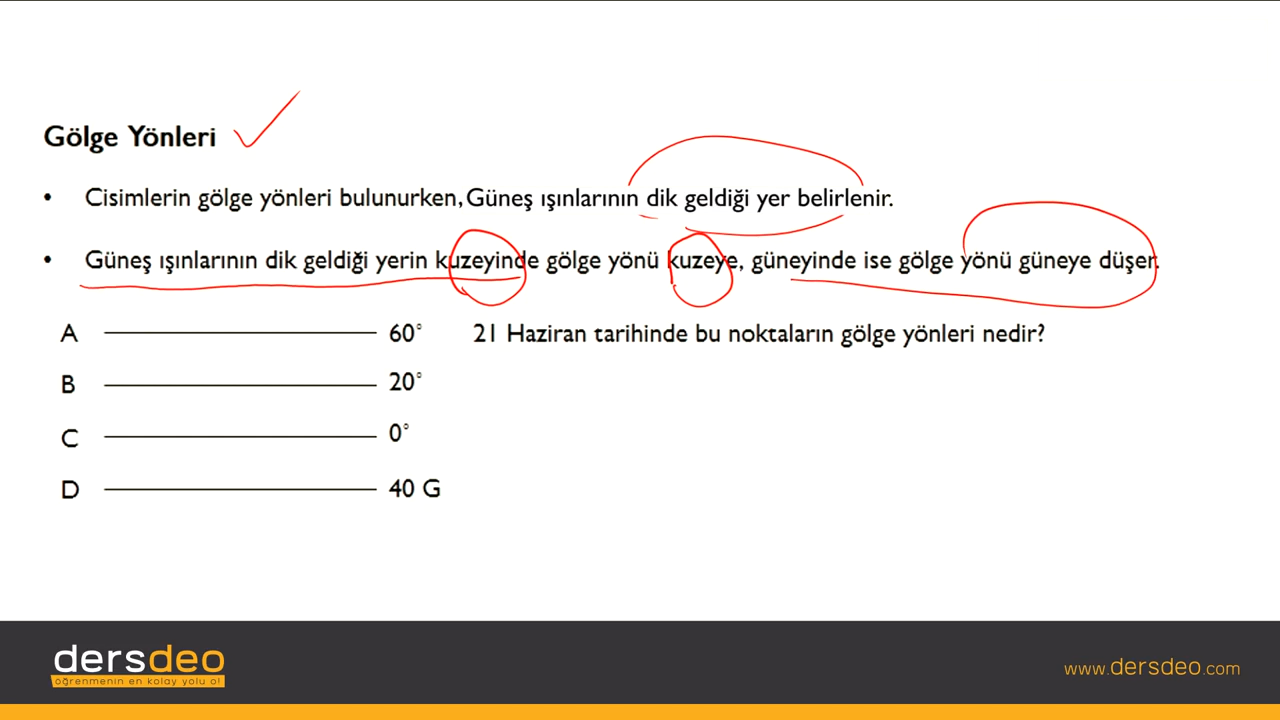 Gölge Yönleri
• Cisimlerin gölge yönleri bulunurken, Güneş ışınlarının dik geldiği yer belirlenir.
• Güneş ışınlarının dik geldiği yerin kuzeyinde gölge yönü kuzeye, güneyinde ise gölge yönü güneye düşer.
A 60° 21 Haziran tarihinde bu noktaların gölge yönleri nedir?
B 20°
C 0°
D 40 G
dersdeo
öğrenmenin en kolay yolu o!
www.dersdeo.com